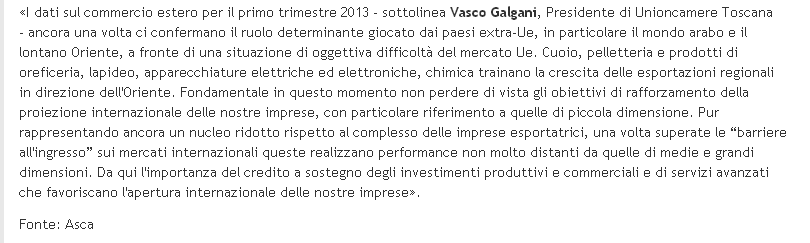 «I dati sul commercio estero per il primo trimestre 2013 - sottolinea Vasco Galgani, Presidente di Unioncamere Toscana
- ancora una volta ci confermano il ruolo determinante giocato dai paesi extra-Ue, in particolare il mondo arabo e il
lontano Oriente, a fronte di una situazione di oggettiva difficoltà del mercato Ue. Cuoio, pelletteria e prodotti di
oreficeria, lapideo, apparecchiature elettriche ed elettroniche, chimica trainano la crescita delle esportazioni regionali
in direzione dell'Oriente. Fondamentale in questo momento non perdere di vista gli obiettivi di rafforzamento della
proiezione internazionale delle nostre imprese, con particolare riferimento a quelle di piccola dimensione. Pur
rappresentando ancora un nucleo ridotto rispetto al complesso delle imprese esportatrici, una volta superate le “barriere
all'ingresso” sui mercati internazionali queste realizzano performance non molto distanti da quelle di medie e grandi
dimensioni. Da qui l'importanza del credito a sostegno degli investimenti produttivi e commerciali e di servizi avanzati
che favoriscano l'apertura internazionale delle nostre imprese».
Fonte: Asca